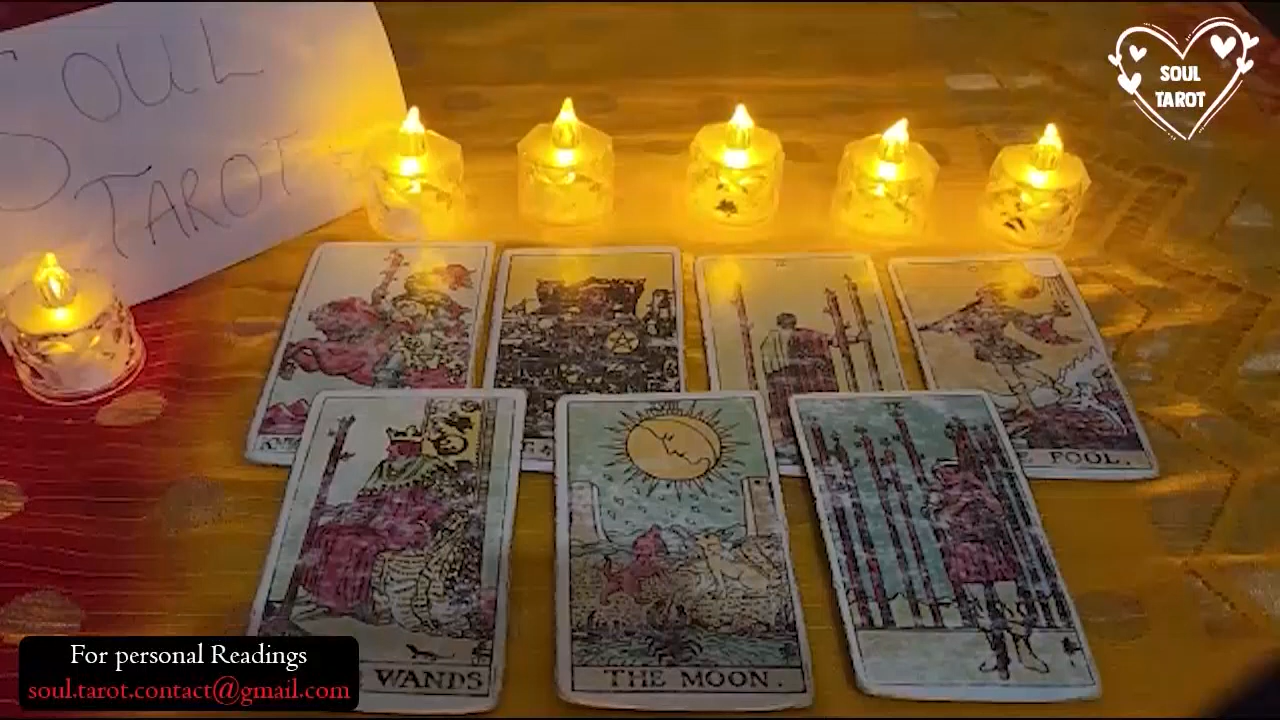 SOUL
TAROT
SOUL
TAROT
FOOL.
WANDS
THE MOON.
For personal Readings
soul.tarot.contact@gmail.com